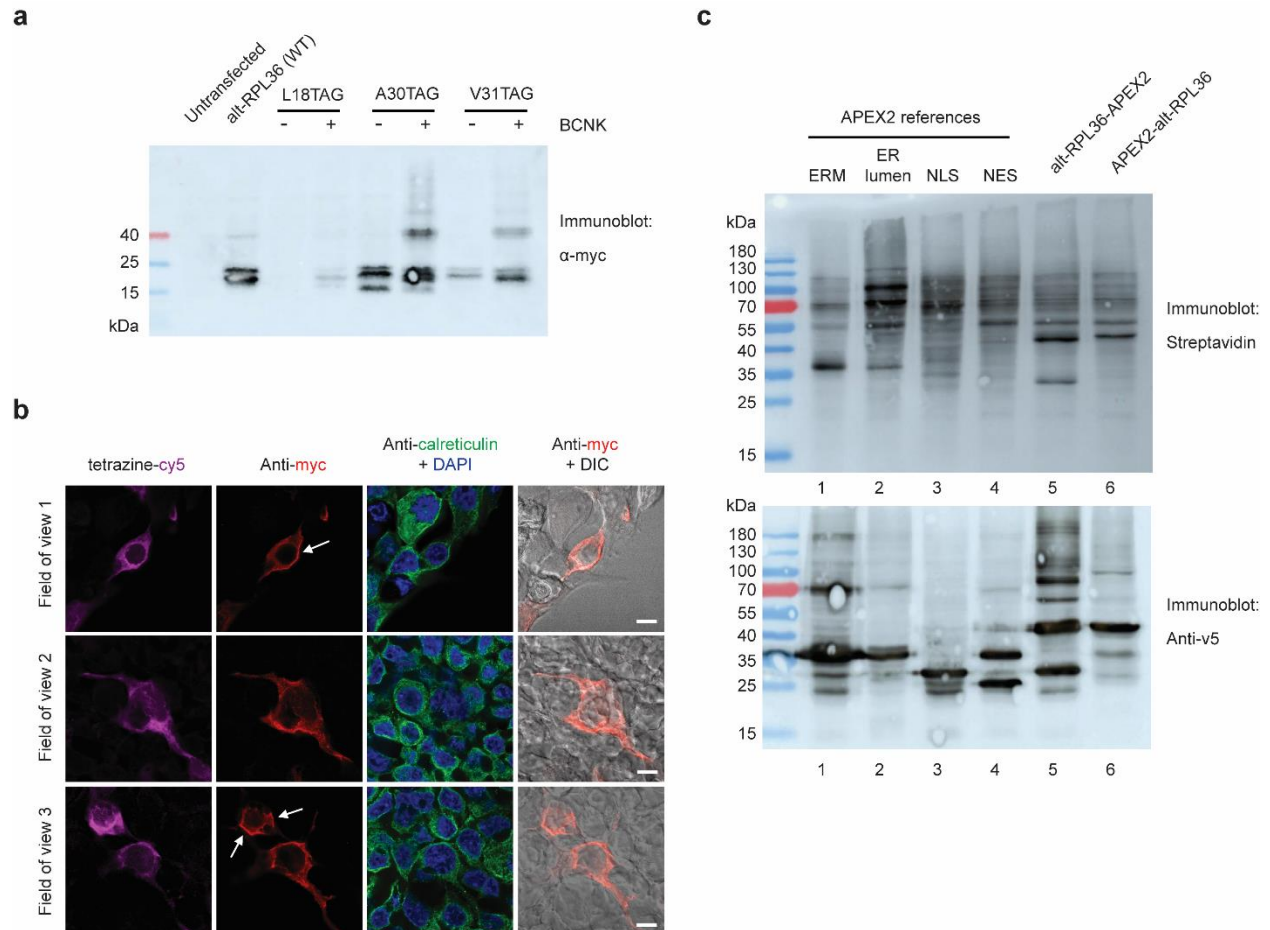 a
Untransfected
alt-RPL36 (WT)
L18TAG
A30TAG
V31TAG
- + - + - + BCNK
40
25
15
kDa
Immunoblot:
α-myc
b
tetrazine-cy5
Anti-myc
Anti-calreticulin
+ DAPI
Anti-myc
+ DIC
Field of view 1
Field of view 2
Field of view 3
c
APEX2 references
ERM
ER
lumen
NLS
NES
alt-RPL36-APEX2
APEX2-alt-RPL36
kDa
180
130
100
70
55
40
35
25
15
Immunoblot:
Streptavidin
1 2 3 4 5 6
kDa
180
130
100
70
55
40
35
25
15
Immunoblot:
Anti-v5
1 2 3 4 5 6